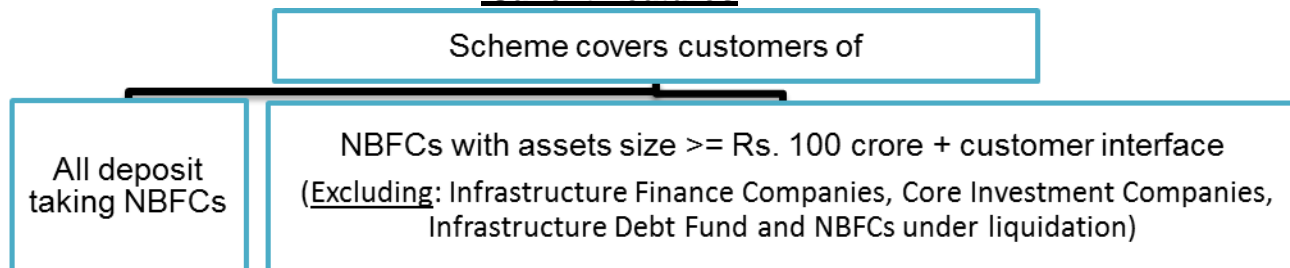 Scheme covers customers of
All deposit
taking NBFCs
NBFCs with assets size >= Rs. 100 crore + customer interface
(Excluding: Infrastructure Finance Companies, Core Investment Companies,
Infrastructure Debt Fund and NBFCs under liquidation)